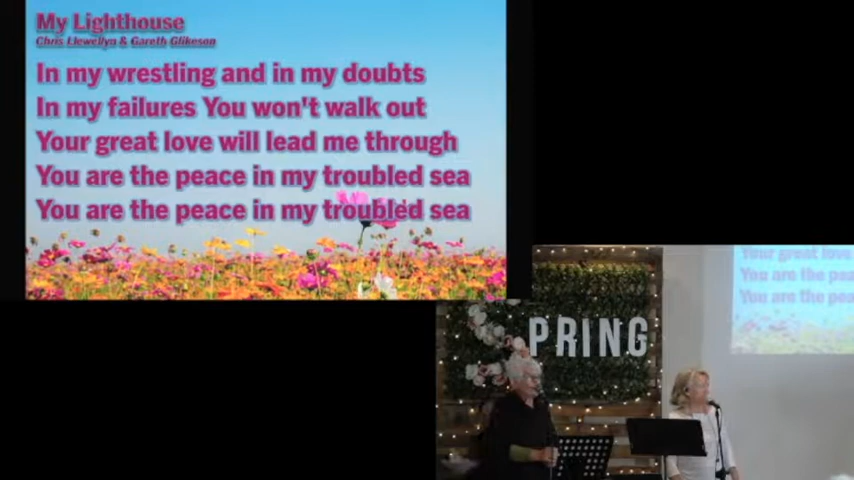 My Lighthouse
Chris Llewellyn & Gareth Gilkeson
In my wrestling and in my doubts
In my failures You won't walk out
Your great love will lead me through
You are the peace in my troubled sea
You are the peace in my troubled sea
PRING
Your great love
You are the pea
You are the pea